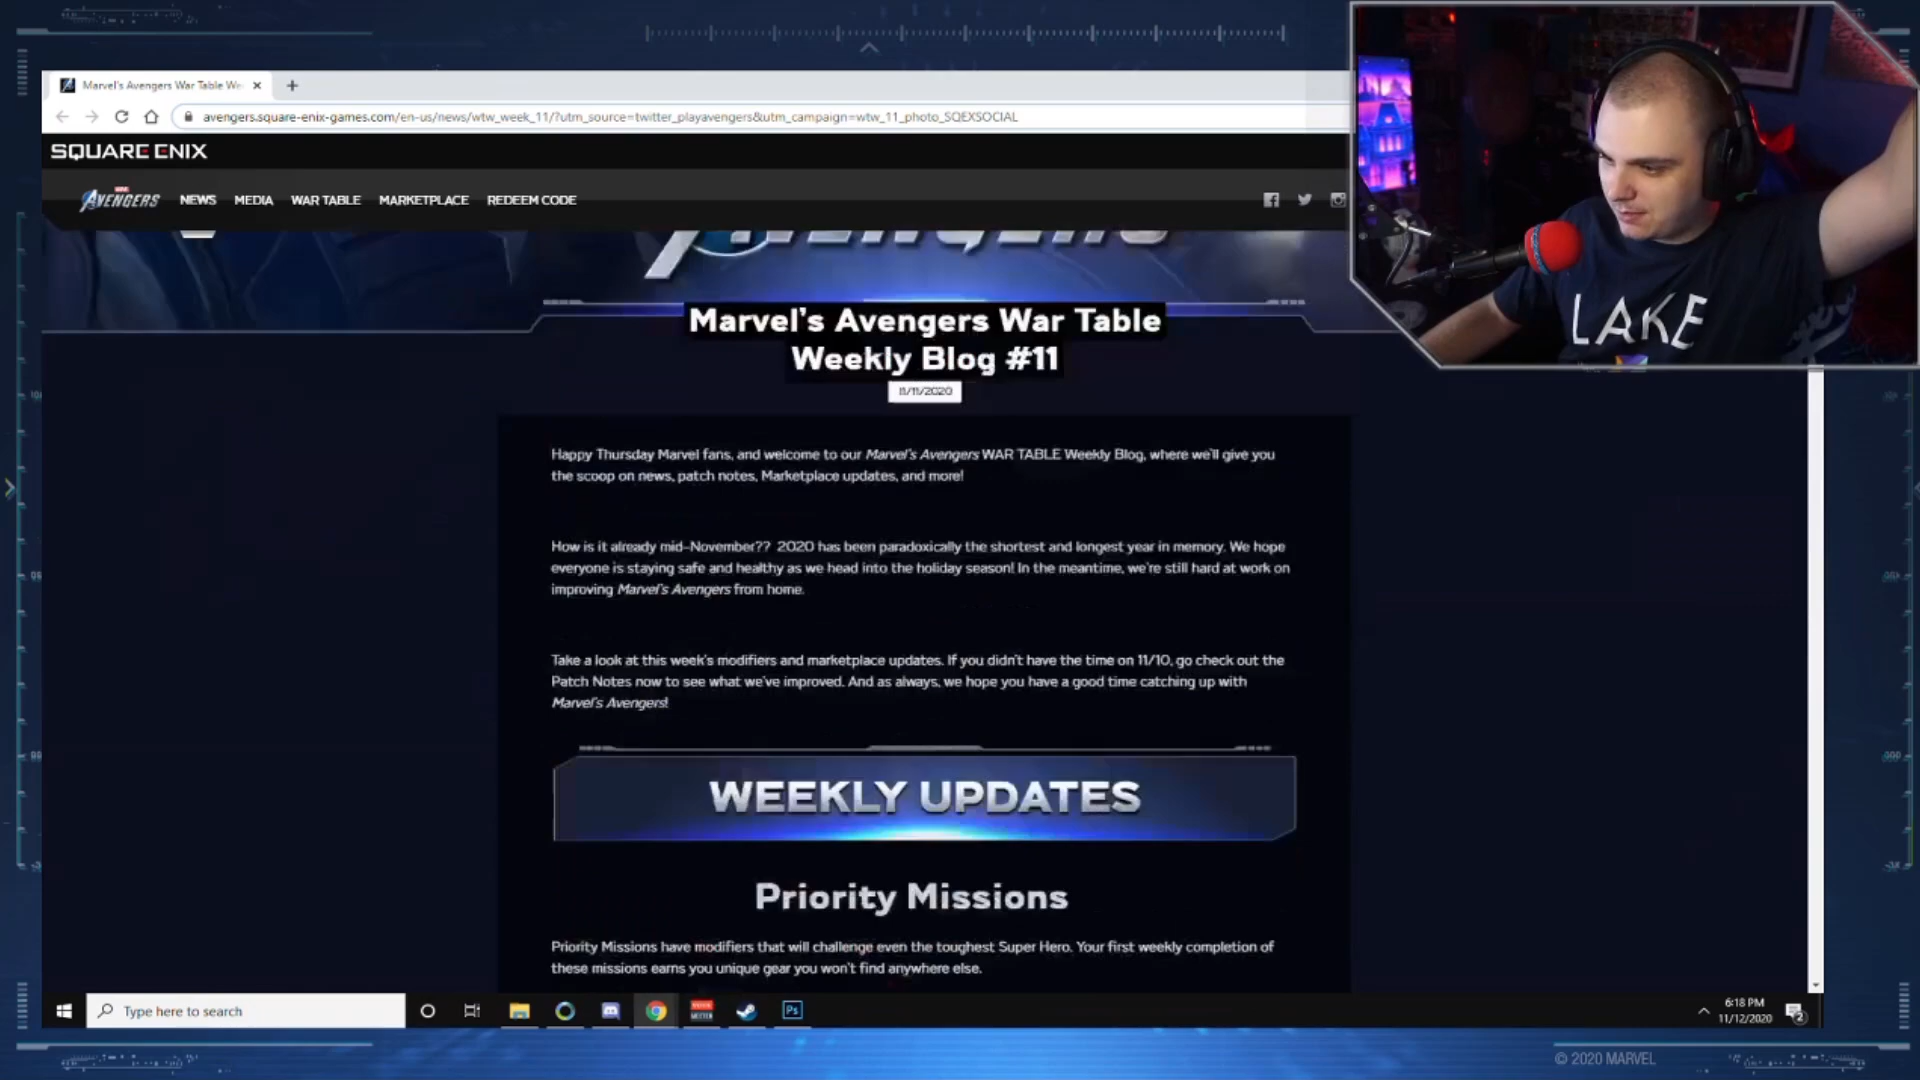 Marvel's Avengers War Table We
avengers.square-enix-games.com/en-us/news/wtw_week_11/?utm_source=twitter_playavengers&utm_campaign=wtw_11_photo_SQEXSOCIAL
SQUARE ENIX
AVENGERS NEWS MEDIA WAR TABLE MARKETPLACE REDEEM CODE
LAKE
Marvel's Avengers War Table
Weekly Blog #11
11/11/2020
Happy Thursday Marvel fans, and welcome to our Marvel's Avengers WAR TABLE Weekly Blog, where we'll give you
the scoop on news, patch notes, Marketplace updates, and more!
How is it already mid-November?? 2020 has been paradoxically the shortest and longest year in memory. We hope
everyone is staying safe and healthy as we head into the holiday season! In the meantime, we're still hard at work on
improving Marvel's Avengers from home.
Take a look at this week's modifiers and marketplace updates. If you didn't have the time on 11/10, go check out the
Patch Notes now to see what we've improved. And as always, we hope you have a good time catching up with
Marvel's Avengers!
WEEKLY UPDATES
Priority Missions
Priority Missions have modifiers that will challenge even the toughest Super Hero. Your first weekly completion of
these missions earns you unique gear you won't find anywhere else.
Type here to search
Ps
6:18 PM
11/12/2020
2
© 2020 MARVEL